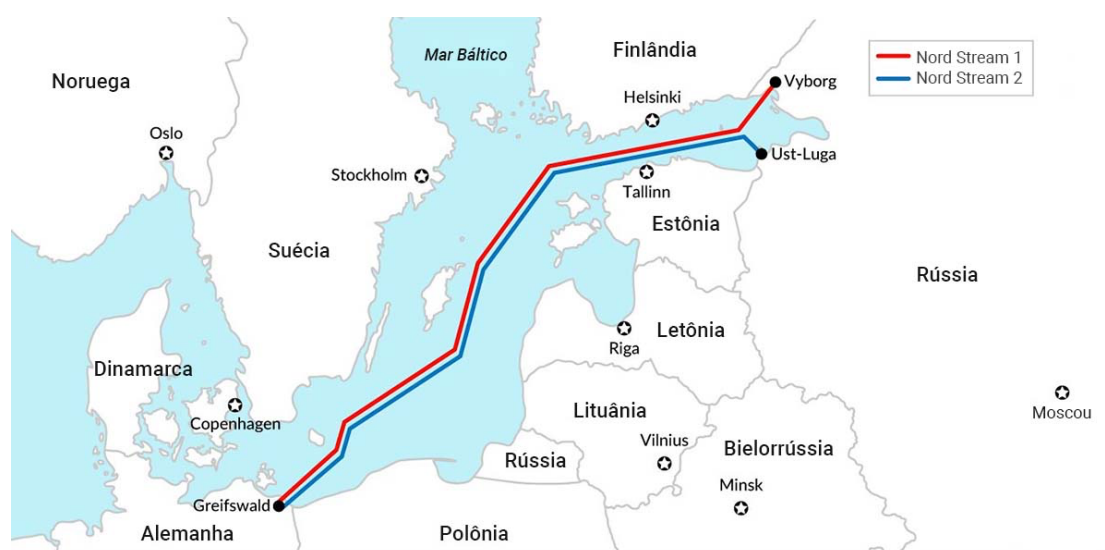 Mar Báltico
Finlândia
Nord Stream 1
Nord Stream 2
Noruega
Vyborg
Helsinki
Oslo
Ust-Luga
Stockholm
Tallinn
Estônia
Suécia
Rússia
Letônia
Riga
Dinamarca
Moscou
Copenhagen
Lituânia
Vilnius
Bielorrússia
Rússia
Minsk
Greifswald
Alemanha
Polônia